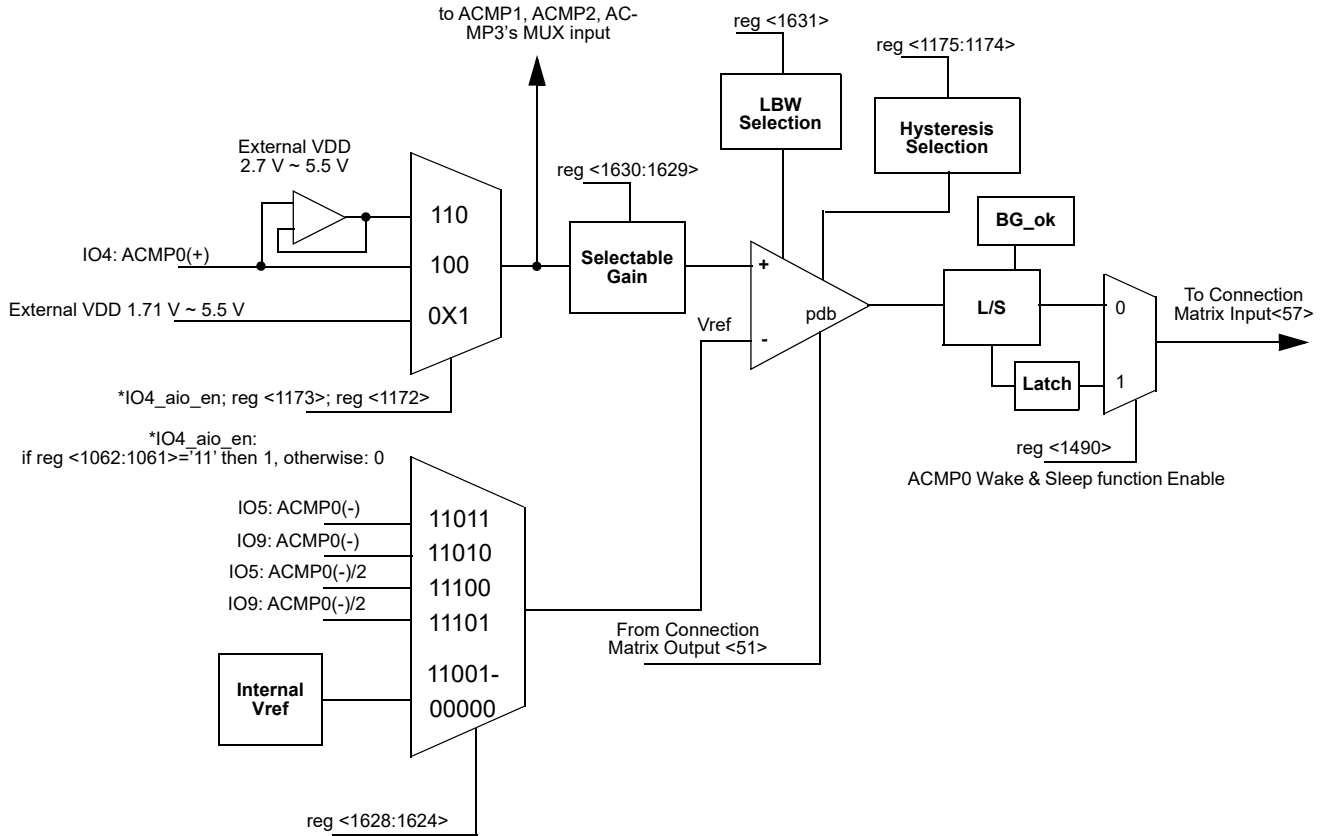 to ACMP1, ACMP2, AC-
MP3’s MUX input
reg <1631>
reg <1175:1174>
LBW
Selection
Hysteresis
Selection
External VDD
2.7 V ~ 5.5 V
reg <1630:1629>
110
BG_ok
IO4: ACMP0(+)
100
Selectable
Gain
+
L/S
0
To Connection
Matrix Input<57>
External VDD 1.71 V ~ 5.5 V
0X1
Vref
pdb
-
Latch
1
*IO4_aio_en; reg <1173>; reg <1172>
*IO4_aio_en:
if reg <1062:1061>=’11’ then 1, otherwise: 0
reg <1490>
ACMP0 Wake & Sleep function Enable
IO5: ACMP0(-)
11011
IO9: ACMP0(-)
11010
IO5: ACMP0(-)/2
11100
IO9: ACMP0(-)/2
11101
From Connection
Matrix Output <51>
Internal
Vref
11001-
00000
reg <1628:1624>